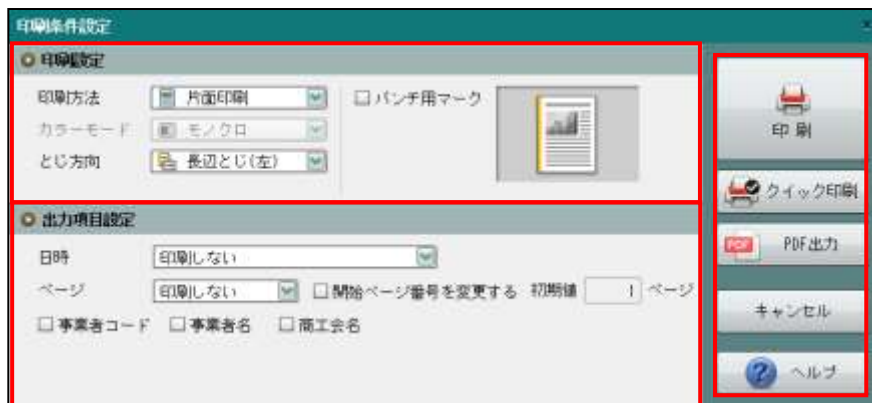 印刷条件設定
印刷設定
印刷方法 片面印刷 パンチ用マーク
カラーモード モノクロ
とじ方向 長辺とじ(左)
出力項目設定
日時 印刷しない
ページ 印刷しない 開始ページ番号を変更する 初期値 1 ページ
事業者コード 事業者名 商工会名
印 刷
クイック印刷
PDF PDF出力
キャンセル
? ヘルプ